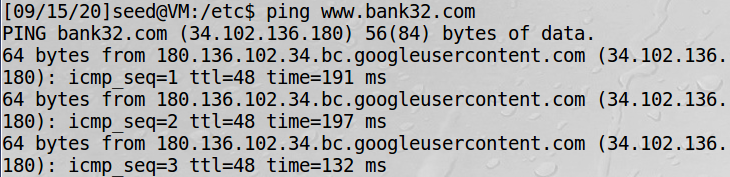 [09/15/20]seed@VM:/etc$ ping www.bank32.com
PING bank32.com (34.102.136.180) 56(84) bytes of data.
64 bytes from 180.136.102.34.bc.googleusercontent.com (34.102.136.
180): icmp_seq=1 ttl=48 time=191 ms
64 bytes from 180.136.102.34.bc.googleusercontent.com (34.102.136.
180): icmp_seq=2 ttl=48 time=197 ms
64 bytes from 180.136.102.34.bc.googleusercontent.com (34.102.136.
180): icmp_seq=3 ttl=48 time=132 ms